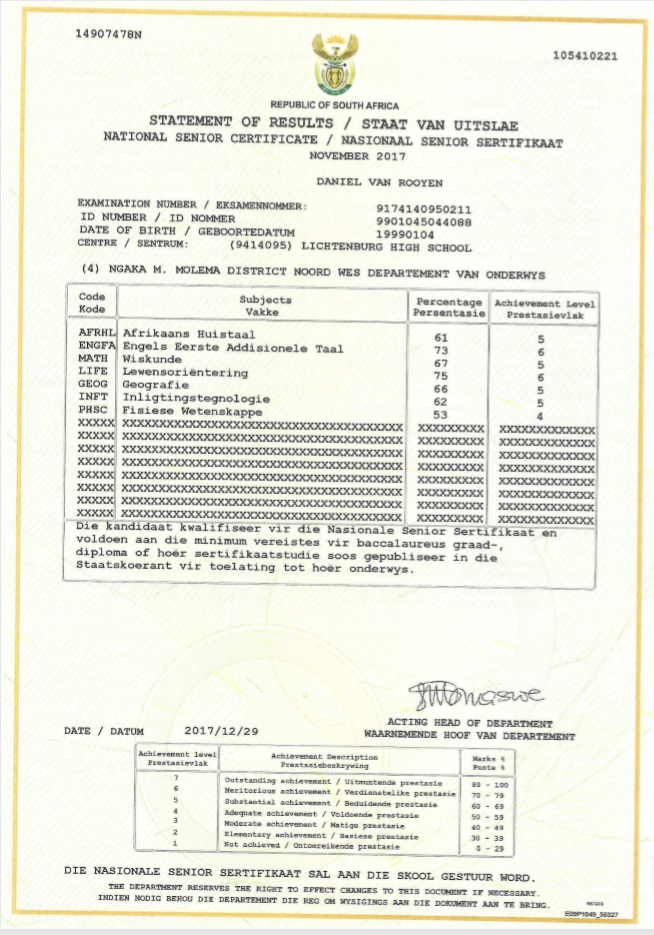 14907478N
105410221
REPUBLIC OF SOUTH AFRICA
STATEMENT OF RESULTS / STAAT VAN UITSLAE
NATIONAL SENIOR CERTIFICATE / NASIONAAL SENIOR SERTIFIKAAT
NOVEMBER 2017
DANIEL VAN ROOYEN
EXAMINATION NUMBER / EKSAMENNOMMER: 9174140950211
ID NUMBER / ID NOMMER 9901045044088
DATE OF BIRTH / GEBOORTEDATUM 19990104
CENTRE / SENTRUM: (9414095) LICHTENBURG HIGH SCHOOL
(4) NGAKA M. MOLEMA DISTRICT NOORD WES DEPARTEMENT VAN ONDERWYS
Code Subjects Percentage Achievement Level
Kode Vakke Persentasie Prestasievlak
AFRHL Afrikaans Huistaal 61 5
ENGFA Engels Eerste Addisionele Taal 73 6
MATH Wiskunde 67 5
LIFE Lewensoriëntering 75 6
GEOG Geografie 66 5
INFT Inligtingstegnologie 62 5
PHSC Fisiese Wetenskappe 53 4
XXXXX XXXXXXXXXXXXXXXXXXXXXXXXXXXXXXXXXXXXXX XXXXXXXXX XXXXXXXXXXXXX
XXXXX XXXXXXXXXXXXXXXXXXXXXXXXXXXXXXXXXXXXXX XXXXXXXXX XXXXXXXXXXXXX
XXXXX XXXXXXXXXXXXXXXXXXXXXXXXXXXXXXXXXXXXXX XXXXXXXXX XXXXXXXXXXXXX
XXXXX XXXXXXXXXXXXXXXXXXXXXXXXXXXXXXXXXXXXXX XXXXXXXXX XXXXXXXXXXXXX
XXXXX XXXXXXXXXXXXXXXXXXXXXXXXXXXXXXXXXXXXXX XXXXXXXXX XXXXXXXXXXXXX
XXXXX XXXXXXXXXXXXXXXXXXXXXXXXXXXXXXXXXXXXXX XXXXXXXXX XXXXXXXXXXXXX
XXXXX XXXXXXXXXXXXXXXXXXXXXXXXXXXXXXXXXXXXXX XXXXXXXXX XXXXXXXXXXXXX
XXXXX XXXXXXXXXXXXXXXXXXXXXXXXXXXXXXXXXXXXXX XXXXXXXXX XXXXXXXXXXXXX
Die kandidaat kwalifiseer vir die Nasionale Senior Sertifikaat en
voldoen aan die minimum vereistes vir baccalaureus graad-,
diploma of hoër sertifikaatstudie soos gepubliseer in die
Staatskoerant vir toelating tot hoër onderwys.
ACTING HEAD OF DEPARTMENT
DATE / DATUM 2017/12/29 WAARNEMENDE HOOF VAN DEPARTEMENT
Achievement level Achievement Description Marks %
Prestasievlak Prestasiebeskrywing Punte %
7 Outstanding achievement / Uitmuntende prestasie 80 - 100
6 Meritorious achievement / Verdienstelike prestasie 70 - 79
5 Substantial achievement / Beduidende prestasie 60 - 69
4 Adequate achievement / Voldoende prestasie 50 - 59
3 Moderate achievement / Matige prestasie 40 - 49
2 Elementary achievement / Basiese prestasie 30 - 39
1 Not achieved / Ontoereikende prestasie 0 - 29
DIE NASIONALE SENIOR SERTIFIKAAT SAL AAN DIE SKOOL GESTUUR WORD.
THE DEPARTMENT RESERVES THE RIGHT TO EFFECT CHANGES TO THIS DOCUMENT IF NECESSARY.
INDIEN NODIG BEHOU DIE DEPARTEMENT DIE REG OM WYSIGINGS AAN DIE DOKUMENT AAN TE BRING.
E09P1049_56327